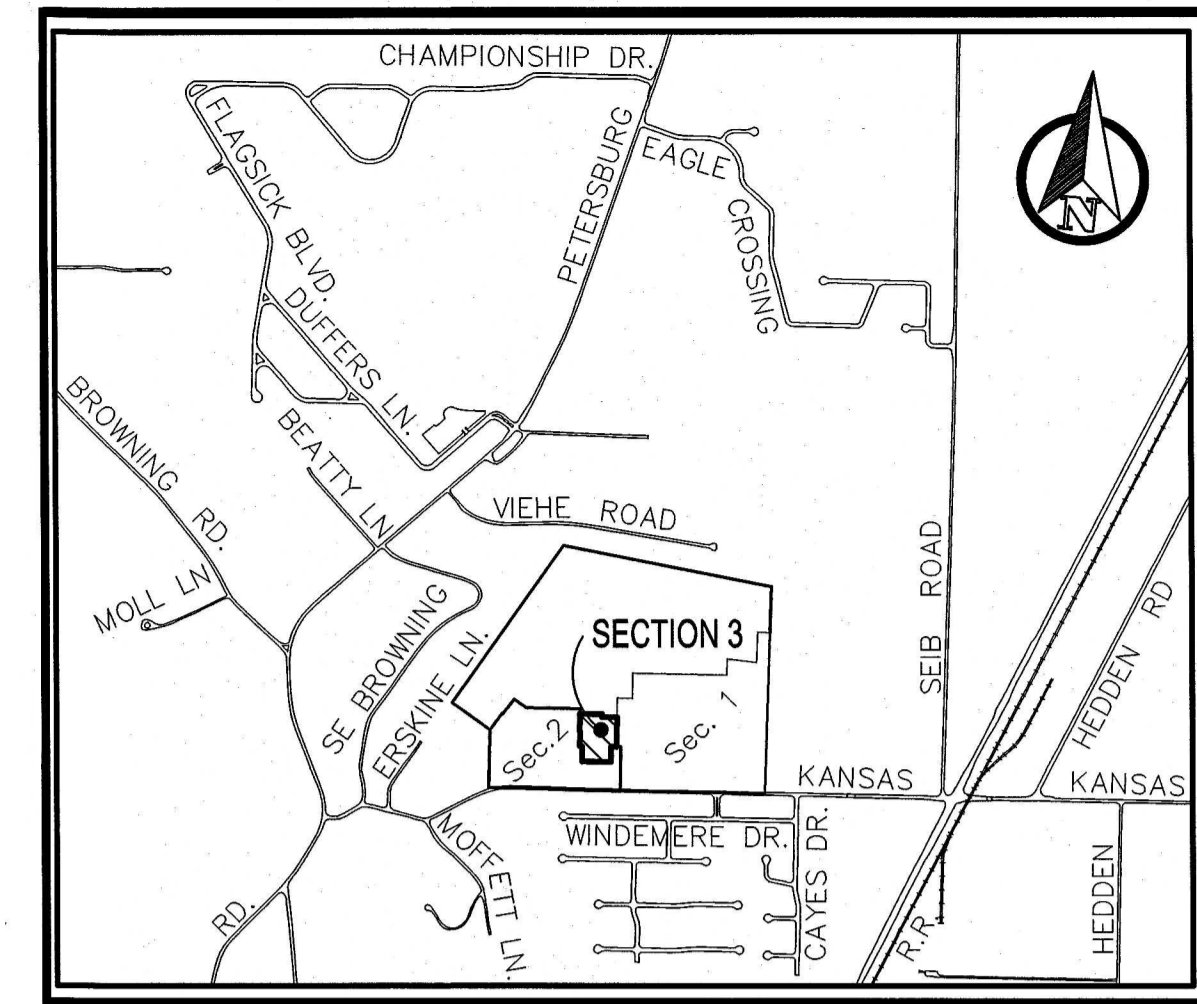 CHAMPIONSHIP DR.
FLAGSICK BLVD.
PETERSBURG
EAGLE
CROSSING
N
DUFFERS LN.
BROWNING
RD.
BEATTY LN
VIEHE ROAD
MOLL LN
SE BROWNING
ERSKINE LN.
SECTION 3
SEIB ROAD
HEDDEN RD
Sec.2
Sec. 1
KANSAS
KANSAS
WINDEMERE DR.
MOFFETT LN.
CAYES DR.
RD.
R.R
HEDDEN